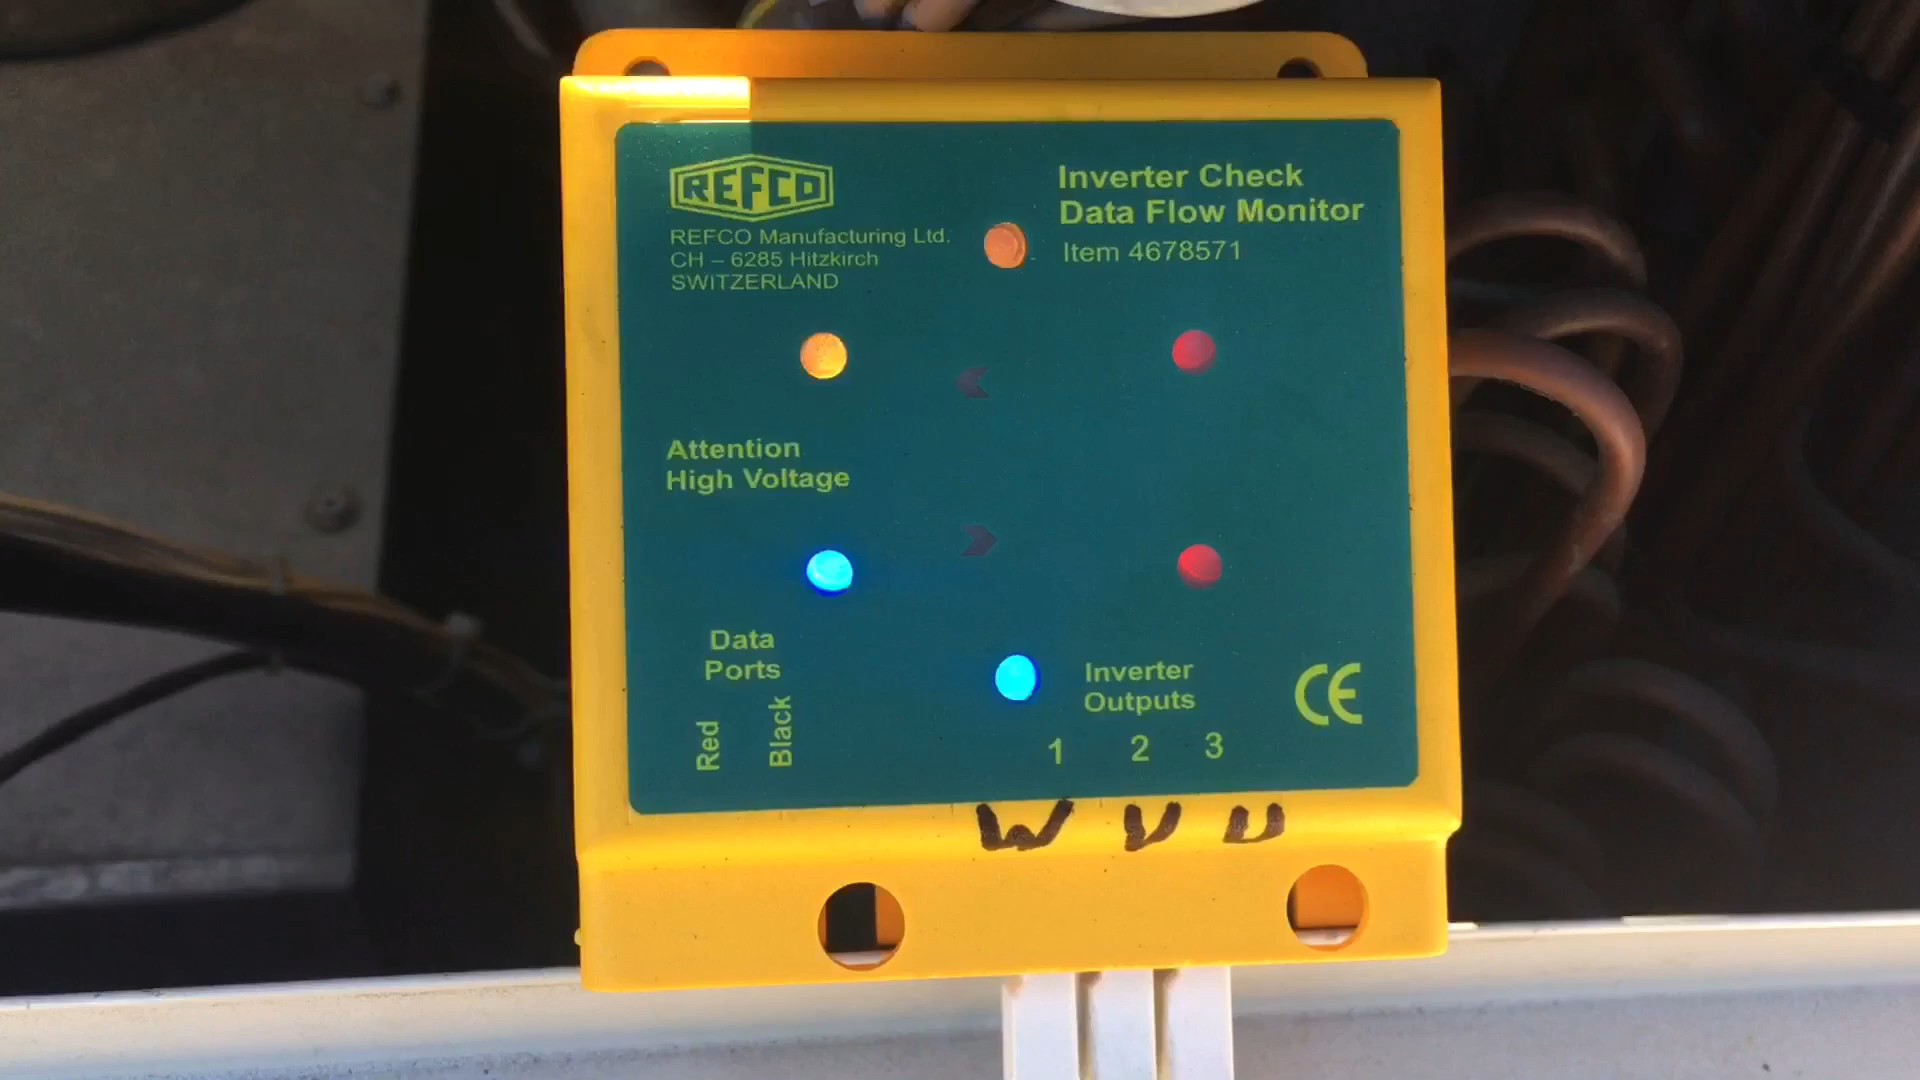 REFCO
REFCO Manufacturing Ltd.
CH – 6285 Hitzkirch
SWITZERLAND
Inverter Check
Data Flow Monitor
Item 4678571
Attention
High Voltage
Data
Ports
Red
Black
Inverter
Outputs
1 2 3
CE
W V U